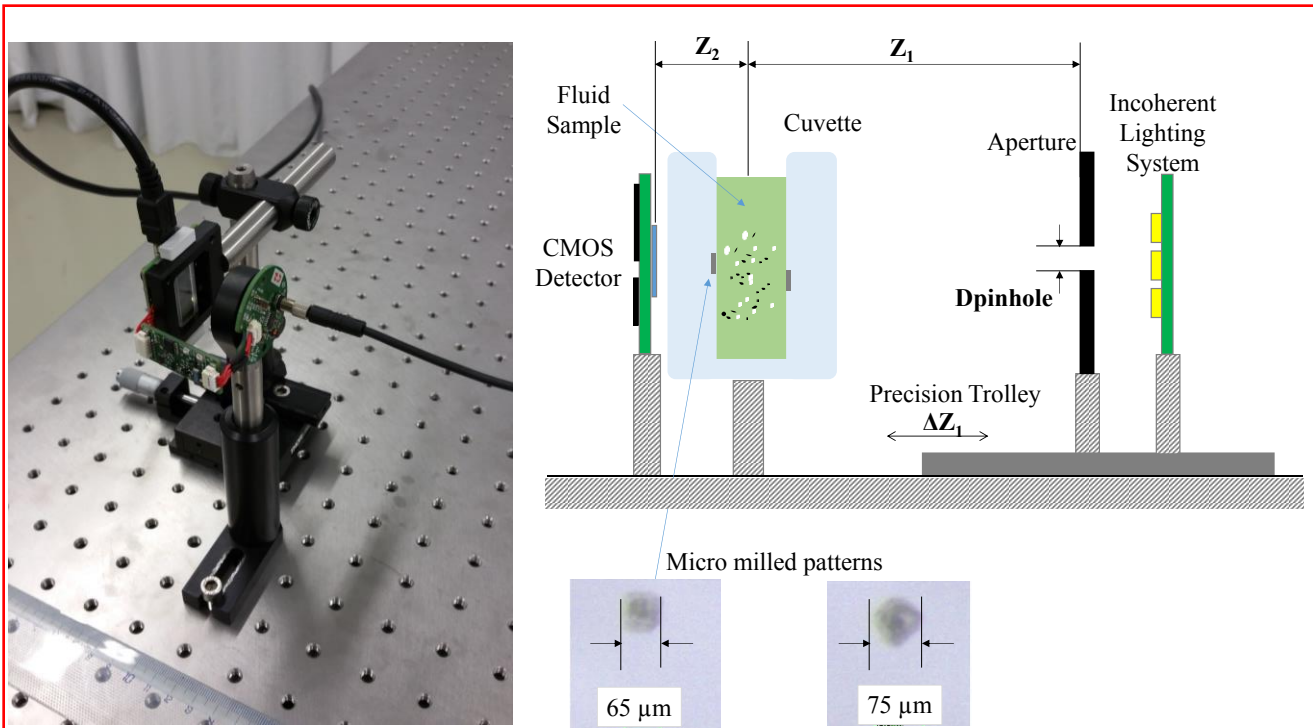 Z₂
Z₁
Fluid
Sample
Cuvette
Incoherent
Lighting
System
Aperture
CMOS
Detector
Dpinhole
Precision Trolley
ΔZ₁
Micro milled patterns
65 µm
75 µm